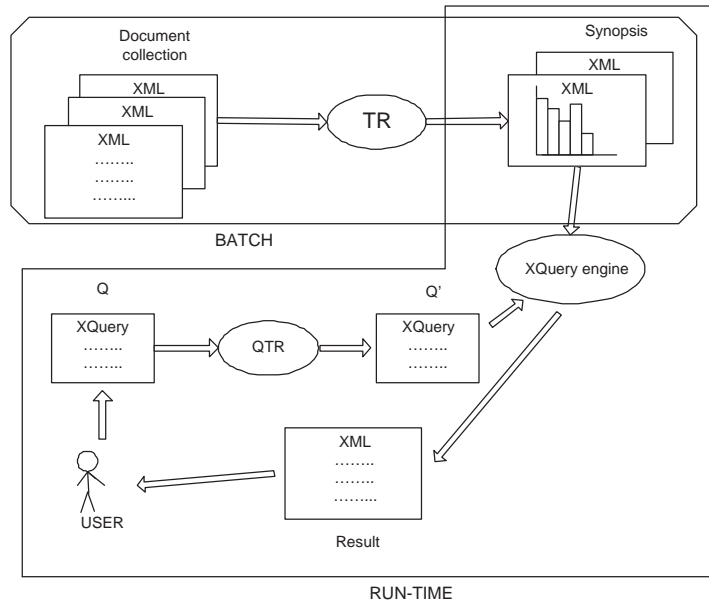 Document
collection
Synopsis
XML
XML
XML
……..
……..
……...
TR
XML
XML
BATCH
XQuery engine
Q
Q’
XQuery
……..
……..
QTR
XQuery
……..
……..
XML
……..
……..
……...
USER
Result
RUN-TIME